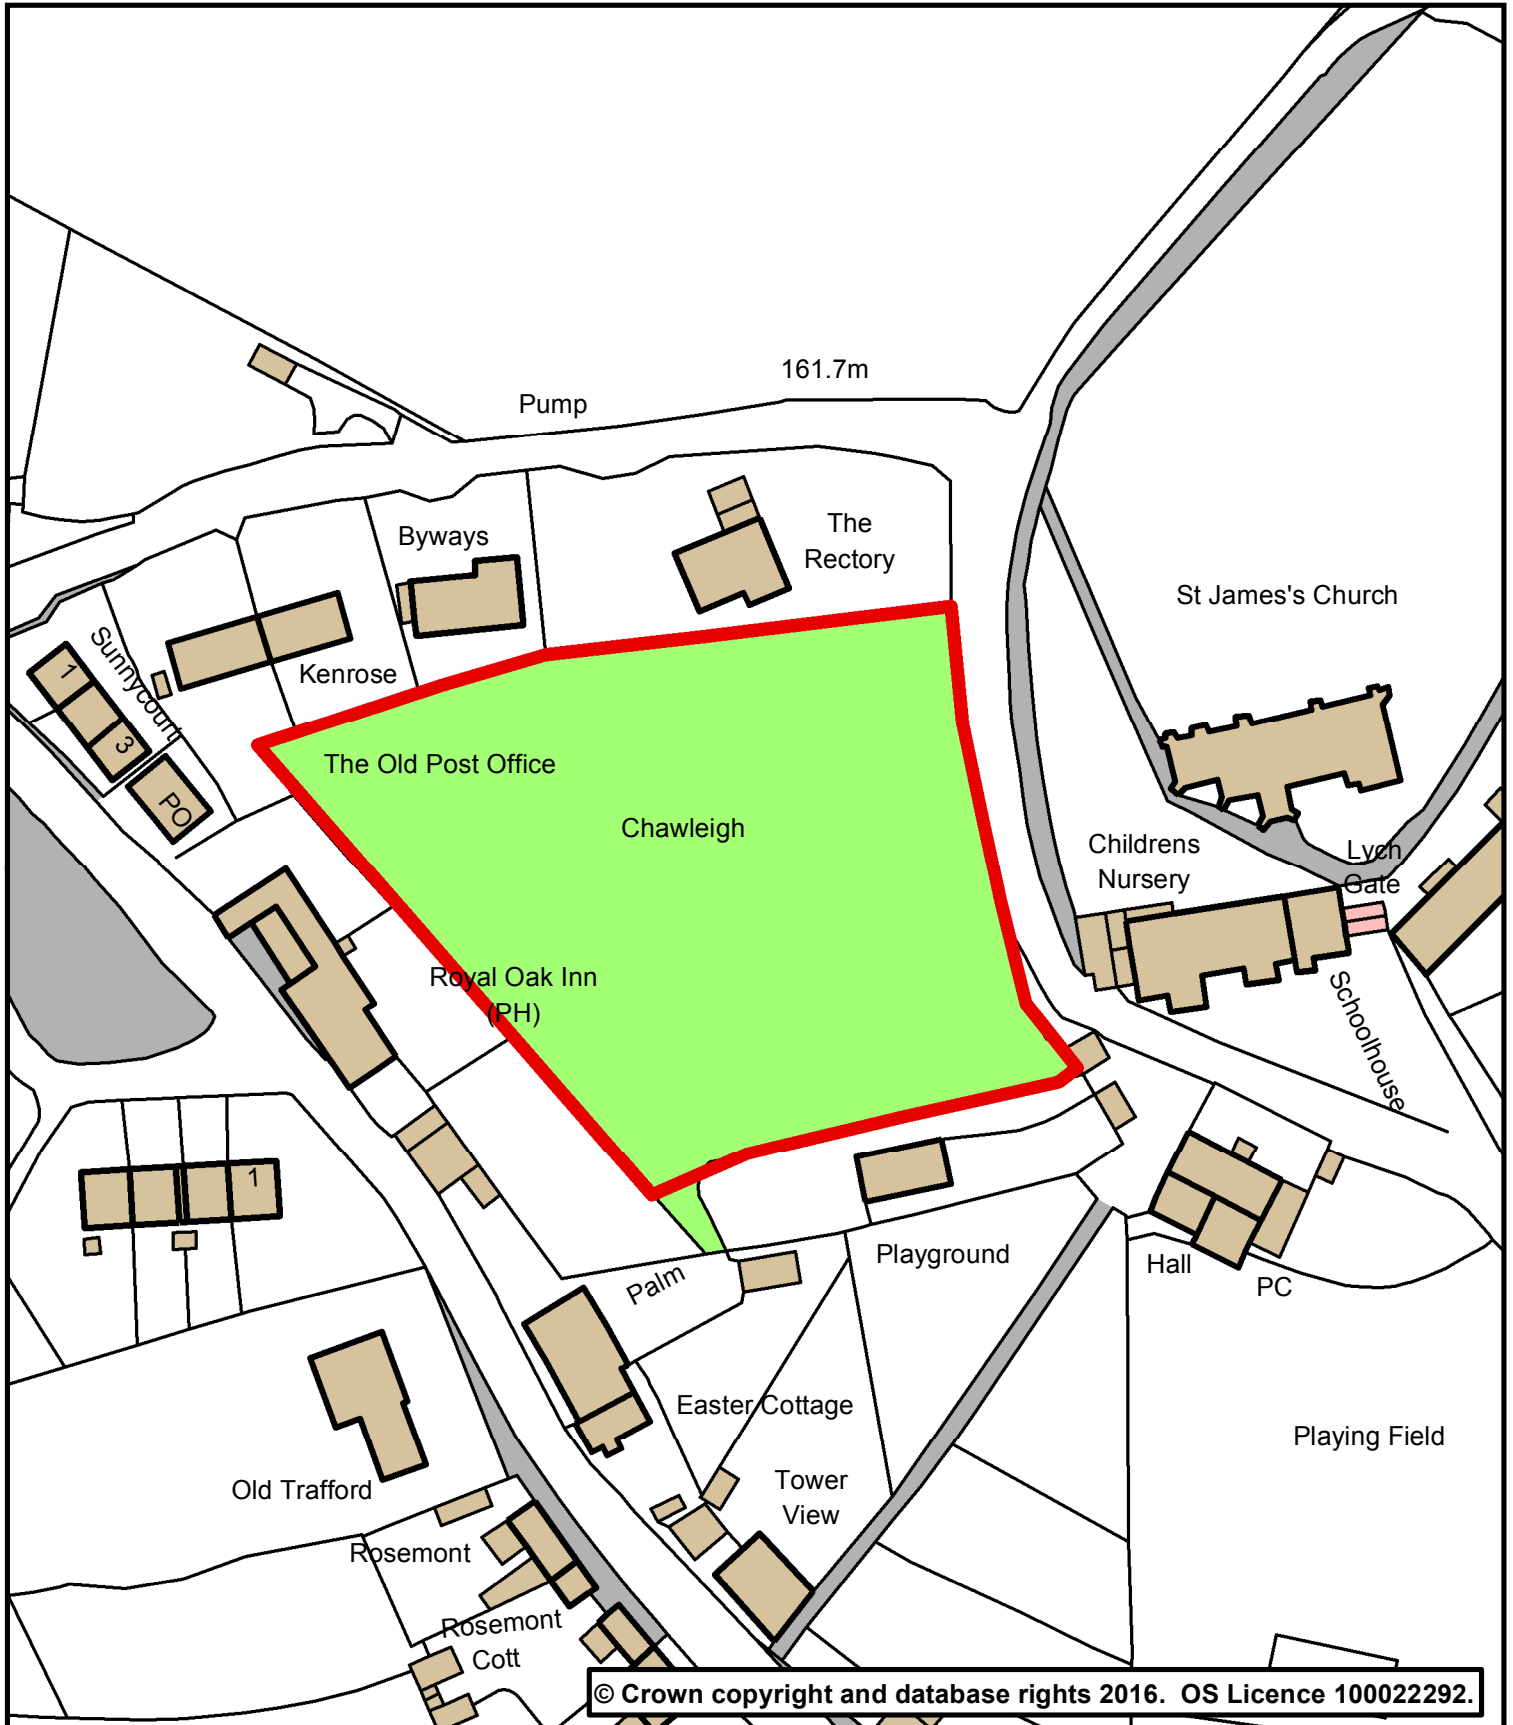 161.7m
Pump
The
Rectory
Byways
St James's Church
Sunnycourt
1
3
PO
Kenrose
The Old Post Office
Chawleigh
Childrens
Nursery
Lych
Gate
Royal Oak Inn
(PH)
Schoolhouse
1
Palm
Playground
Hall
PC
Easter Cottage
Playing Field
Old Trafford
Tower
View
Rosemont
Rosemont
Cott
© Crown copyright and database rights 2016. OS Licence 100022292.